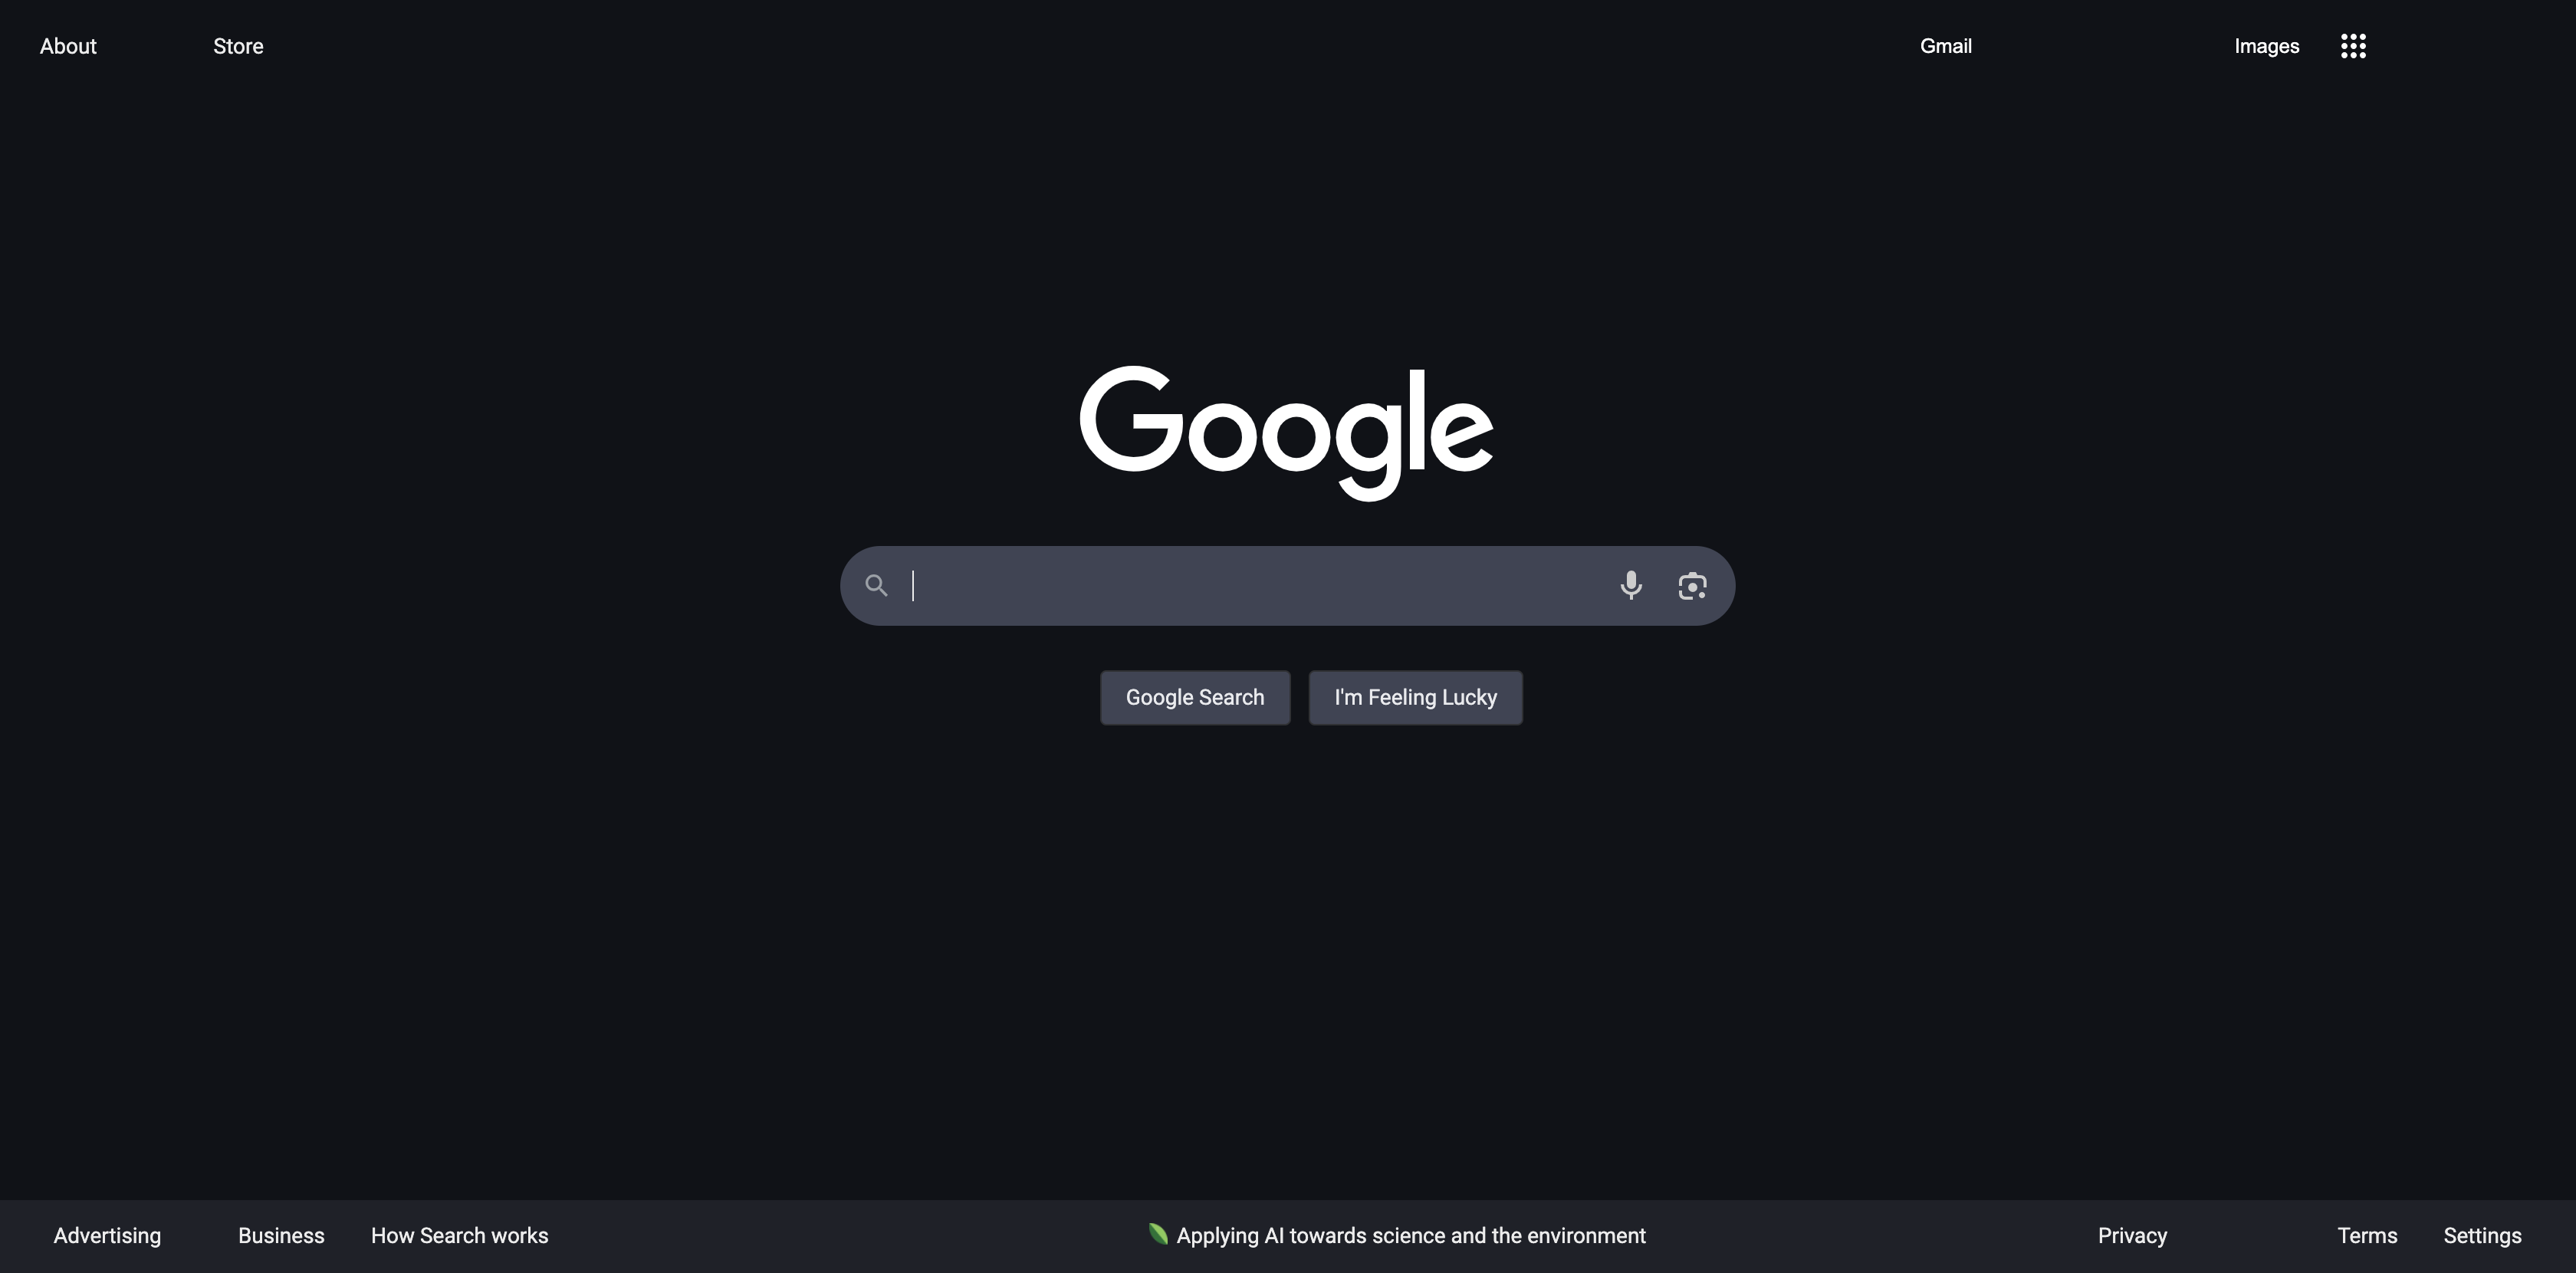 About Store Gmail Images
Google
Google Search I'm Feeling Lucky
Advertising Business How Search works Applying AI towards science and the environment Privacy Terms Settings